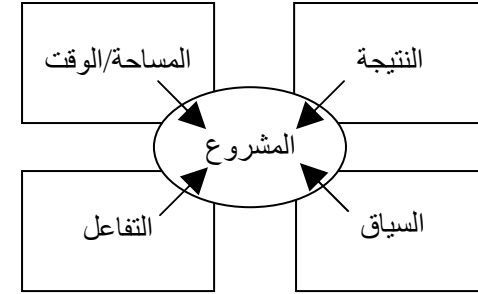 النتيجة
المساحة/الوقت
المشروع
السياق
التفاعل